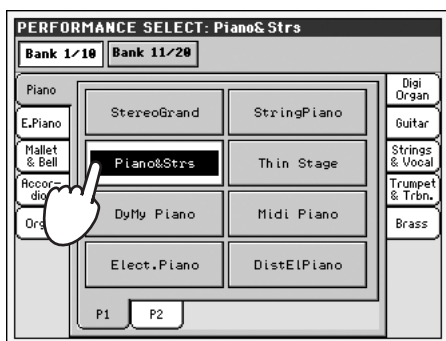 PERFORMANCE SELECT: Piano&Strs
Bank 1/10 Bank 11/20
Piano
E.Piano
Mallet
& Bell
Accor-
dio
Org
StereoGrand StringPiano
Piano&Strs Thin Stage
DyMy Piano Midi Piano
Elect.Piano DistElPiano
P1 P2
Digi
Organ
Guitar
Strings
& Vocal
Trumpet
& Trbn.
Brass